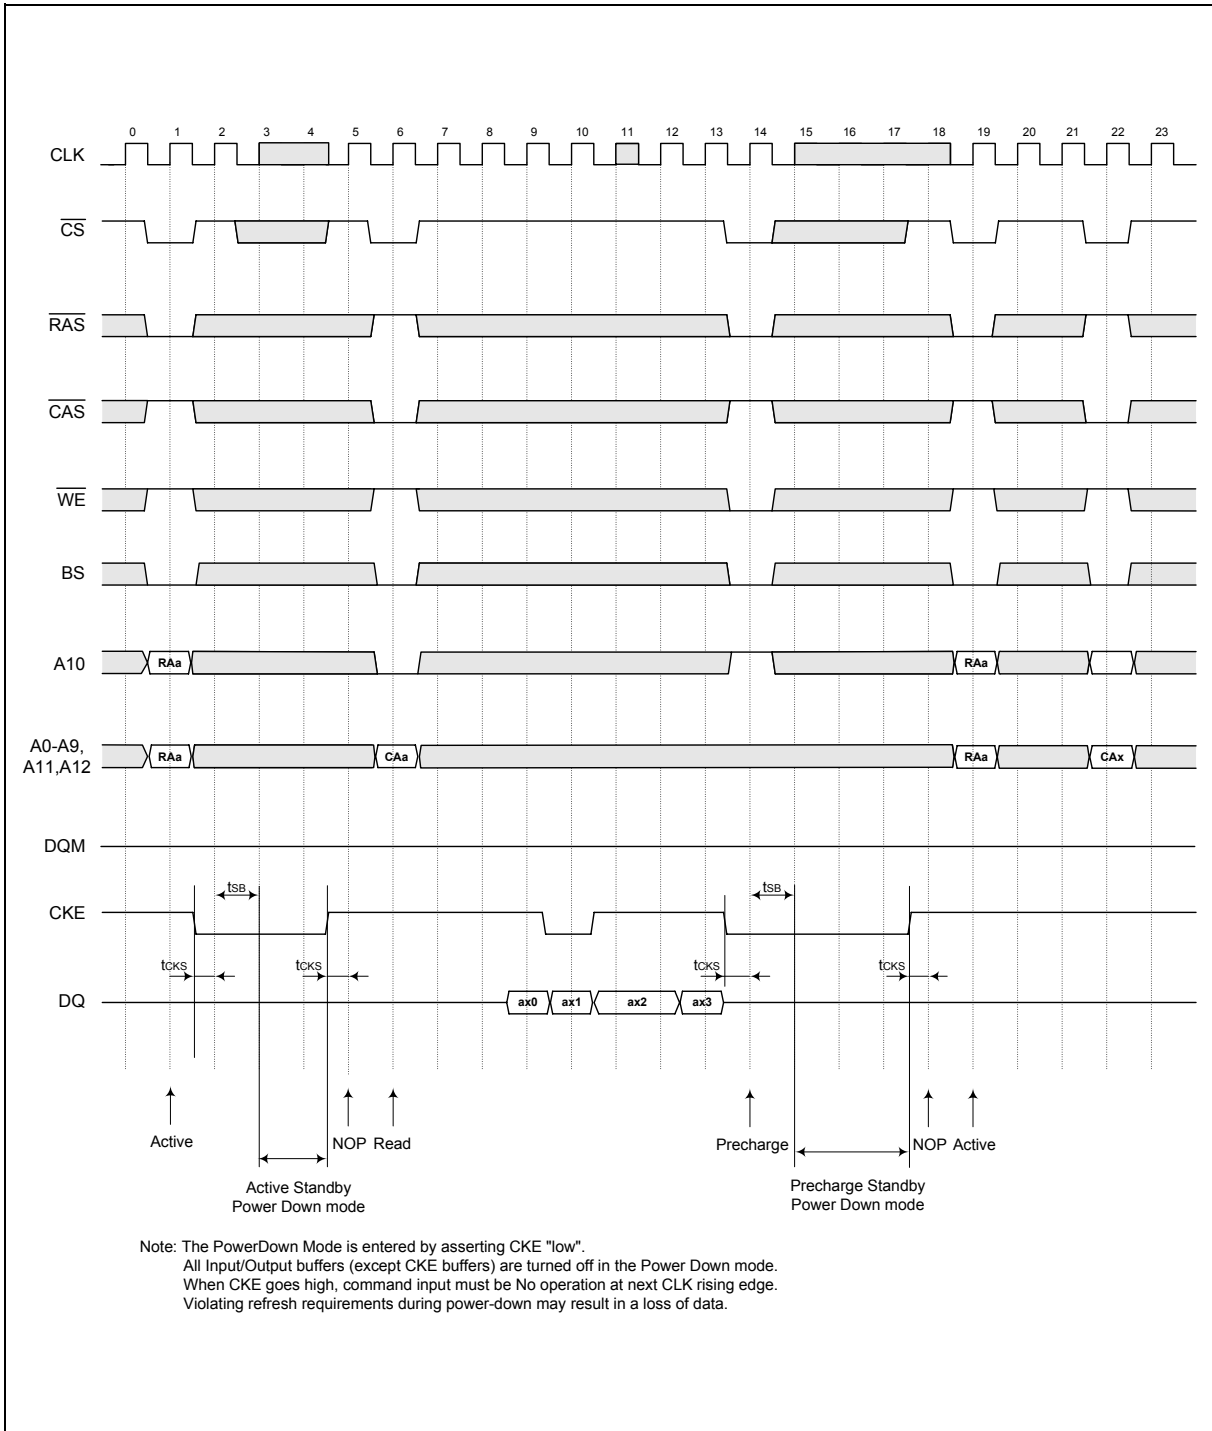 0 1 2 3 4 5 6 7 8 9 10 11 12 13 14 15 16 17 18 19 20 21 22 23
CLK
CS
RAS
CAS
WE
BS
A10 RAa RAa
A0-A9,
A11,A12 RAa CAa RAa CAx
DQM
tSB tSB
CKE
tCKS tCKS tCKS tCKS
DQ ax0 ax1 ax2 ax3
Active NOP Read Precharge NOP Active
Active Standby
Power Down mode
Precharge Standby
Power Down mode
Note: The PowerDown Mode is entered by asserting CKE "low".
All Input/Output buffers (except CKE buffers) are turned off in the Power Down mode.
When CKE goes high, command input must be No operation at next CLK rising edge.
Violating refresh requirements during power-down may result in a loss of data.